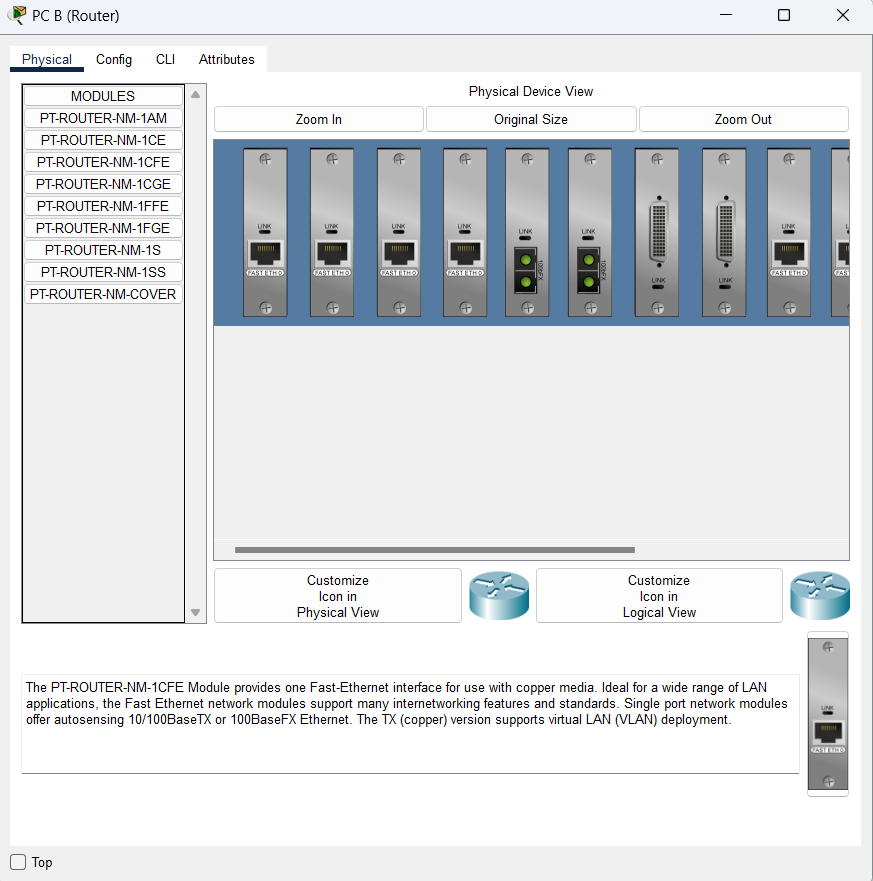 PC B (Router)
Physical
Config
CLI
Attributes
MODULES
PT-ROUTER-NM-1AM
PT-ROUTER-NM-1CE
PT-ROUTER-NM-1CFE
PT-ROUTER-NM-1CGE
PT-ROUTER-NM-1FFE
PT-ROUTER-NM-1FGE
PT-ROUTER-NM-1S
PT-ROUTER-NM-1SS
PT-ROUTER-NM-COVER
Physical Device View
Zoom In
Original Size
Zoom Out
LINK
FAST ETH 0
LINK
FAST ETH 0
LINK
FAST ETH 0
LINK
FAST ETH 0
LINK
100bFX
LINK
100bFX
LINK
LINK
LINK
FAST ETH 0
Customize
Icon in
Physical View
Customize
Icon in
Logical View
The PT-ROUTER-NM-1CFE Module provides one Fast-Ethernet interface for use with copper media. Ideal for a wide range of LAN
applications, the Fast Ethernet network modules support many internetworking features and standards. Single port network modules
offer autosensing 10/100BaseTX or 100BaseFX Ethernet. The TX (copper) version supports virtual LAN (VLAN) deployment.
LINK
FAST ETH 0
Top